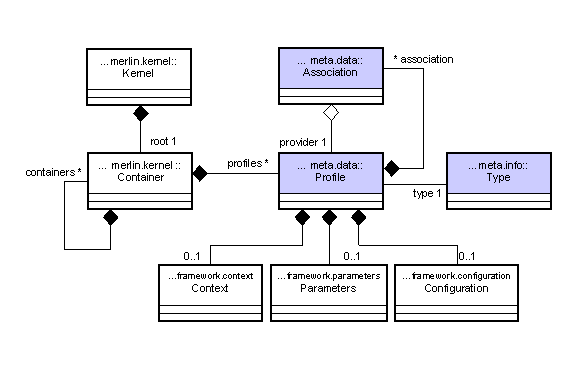 ... merlin.kernel::
Kernel
... meta.data::
Association
* association
root 1
provider 1
containers *
... merlin.kernel ::
Container
profiles *
... meta.data::
Profile
type 1
... meta.info::
Type
0..1
0..1
0..1
...framework.context
Context
...framework.parameters
Parameters
...framework.configuration
Configuration